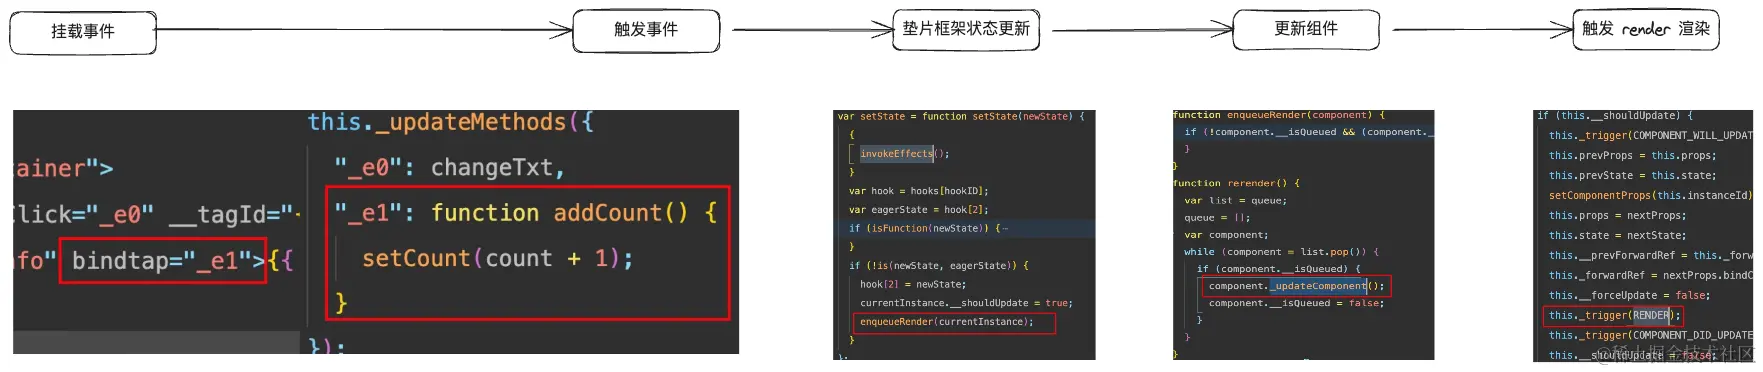 挂载事件
触发事件
垫片框架状态更新
更新组件
触发 render 渲染
ainer">
click="_e0" __tagId="
fo" bindtap="_e1">{{
this._updateMethods({
"_e0": changeTxt,
"_e1": function addCount() {
setCount(count + 1);
}
});
var setState = function setState(newState) {
{
invokeEffects();
}
var hook = hooks[hookID];
var eagerState = hook[2];
if (isFunction(newState)) {…
}
if (!is(newState, eagerState)) {
hook[2] = newState;
currentInstance.__shouldUpdate = true;
enqueueRender(currentInstance);
}
};
function enqueueRender(component) {
if (!component.__isQueued && (component._
}
}
function rerender() {
var list = queue;
queue = [];
var component;
while (component = list.pop()) {
if (component.__isQueued) {
component._updateComponent();
component.__isQueued = false;
}
}
}
if (this.__shouldUpdate) {
this._trigger(COMPONENT_WILL_UPDAT
this.prevProps = this.props;
this.prevState = this.state;
setComponentProps(this.instanceId)
this.props = nextProps;
this.state = nextState;
this.__prevForwardRef = this._forw
this._forwardRef = nextProps.bindC
this.__forceUpdate = false;
this._trigger(RENDER);
this._trigger(COMPONENT_DID_UPDATE
this.__shouldUpdate = false;
@稀土掘金技术社区